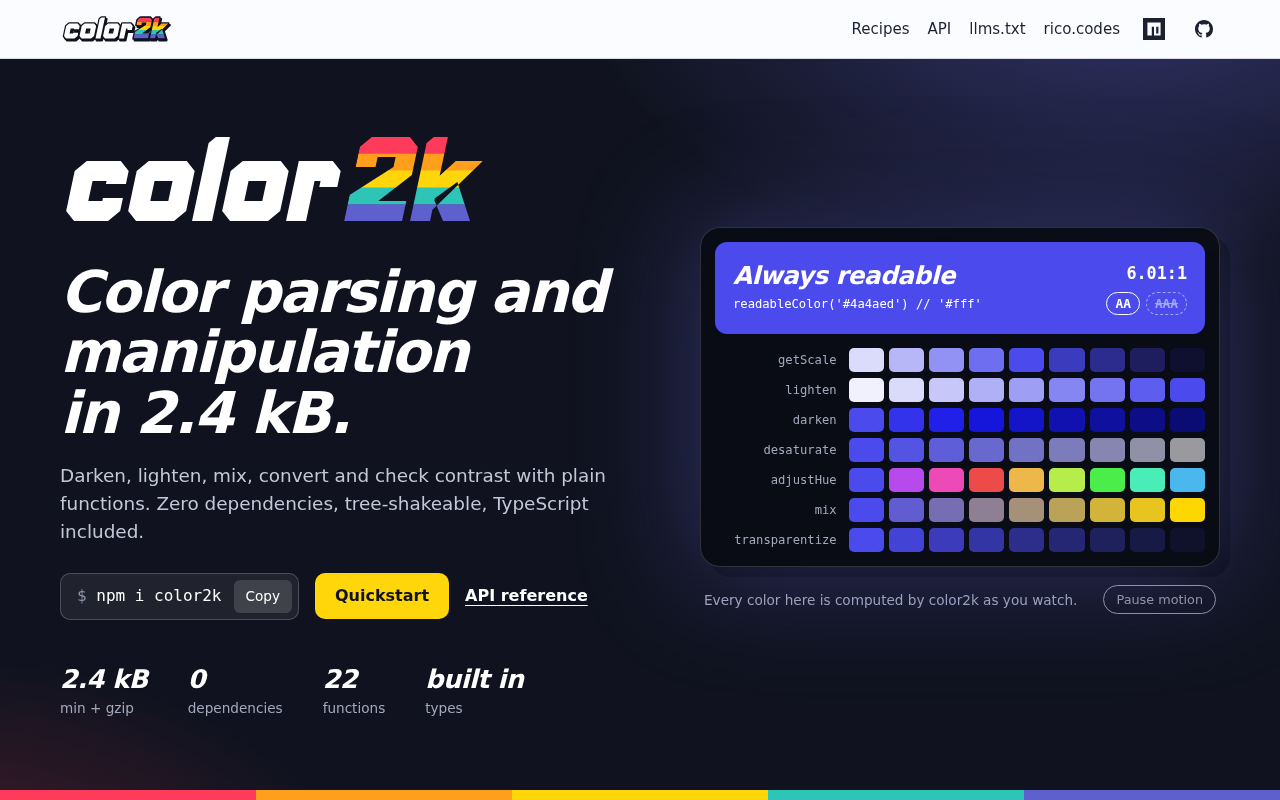 color2k
Recipes API llms.txt rico.codes
color2k
Color parsing and
manipulation
in 2.4 kB.
Darken, lighten, mix, convert and check contrast with plain
functions. Zero dependencies, tree-shakeable, TypeScript
included.
$ npm i color2k Copy Quickstart API reference
2.4 kB 0 22 built in
min + gzip dependencies functions types
Always readable 6.01:1
readableColor('#4a4aed') // '#fff' AA AAA
getScale
lighten
darken
desaturate
adjustHue
mix
transparentize
Every color here is computed by color2k as you watch. Pause motion